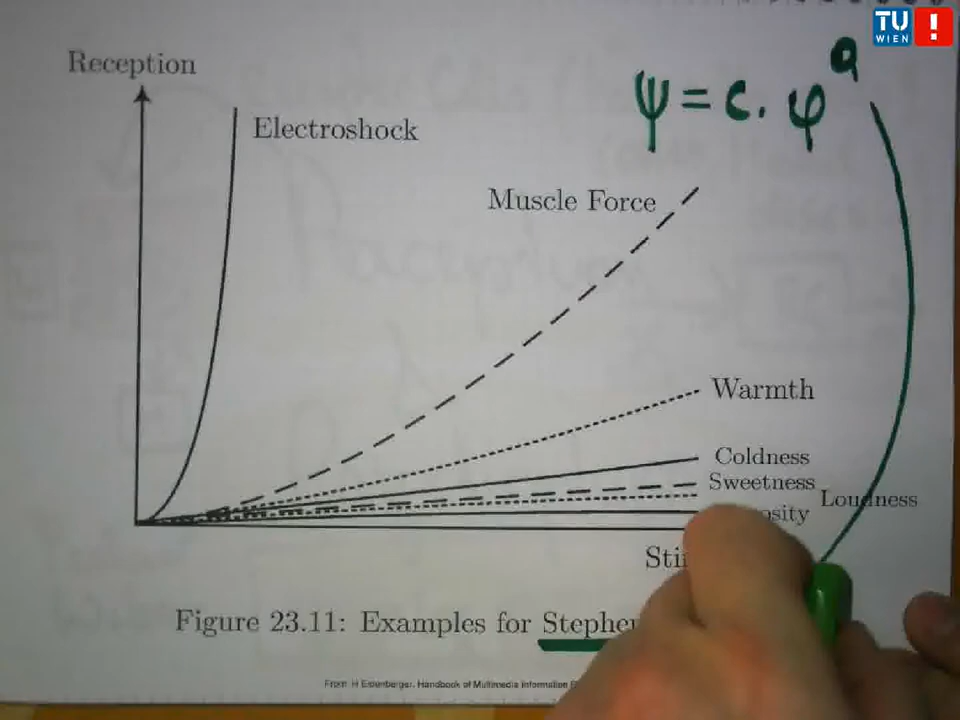 TU
WIEN
!
Reception
ψ = c. φ^a
Electroshock
Muscle Force
Warmth
Coldness
Sweetness
Loudness
Figure 23.11: Examples for
From: H Eidenberger, Handbook of Multimedia Information